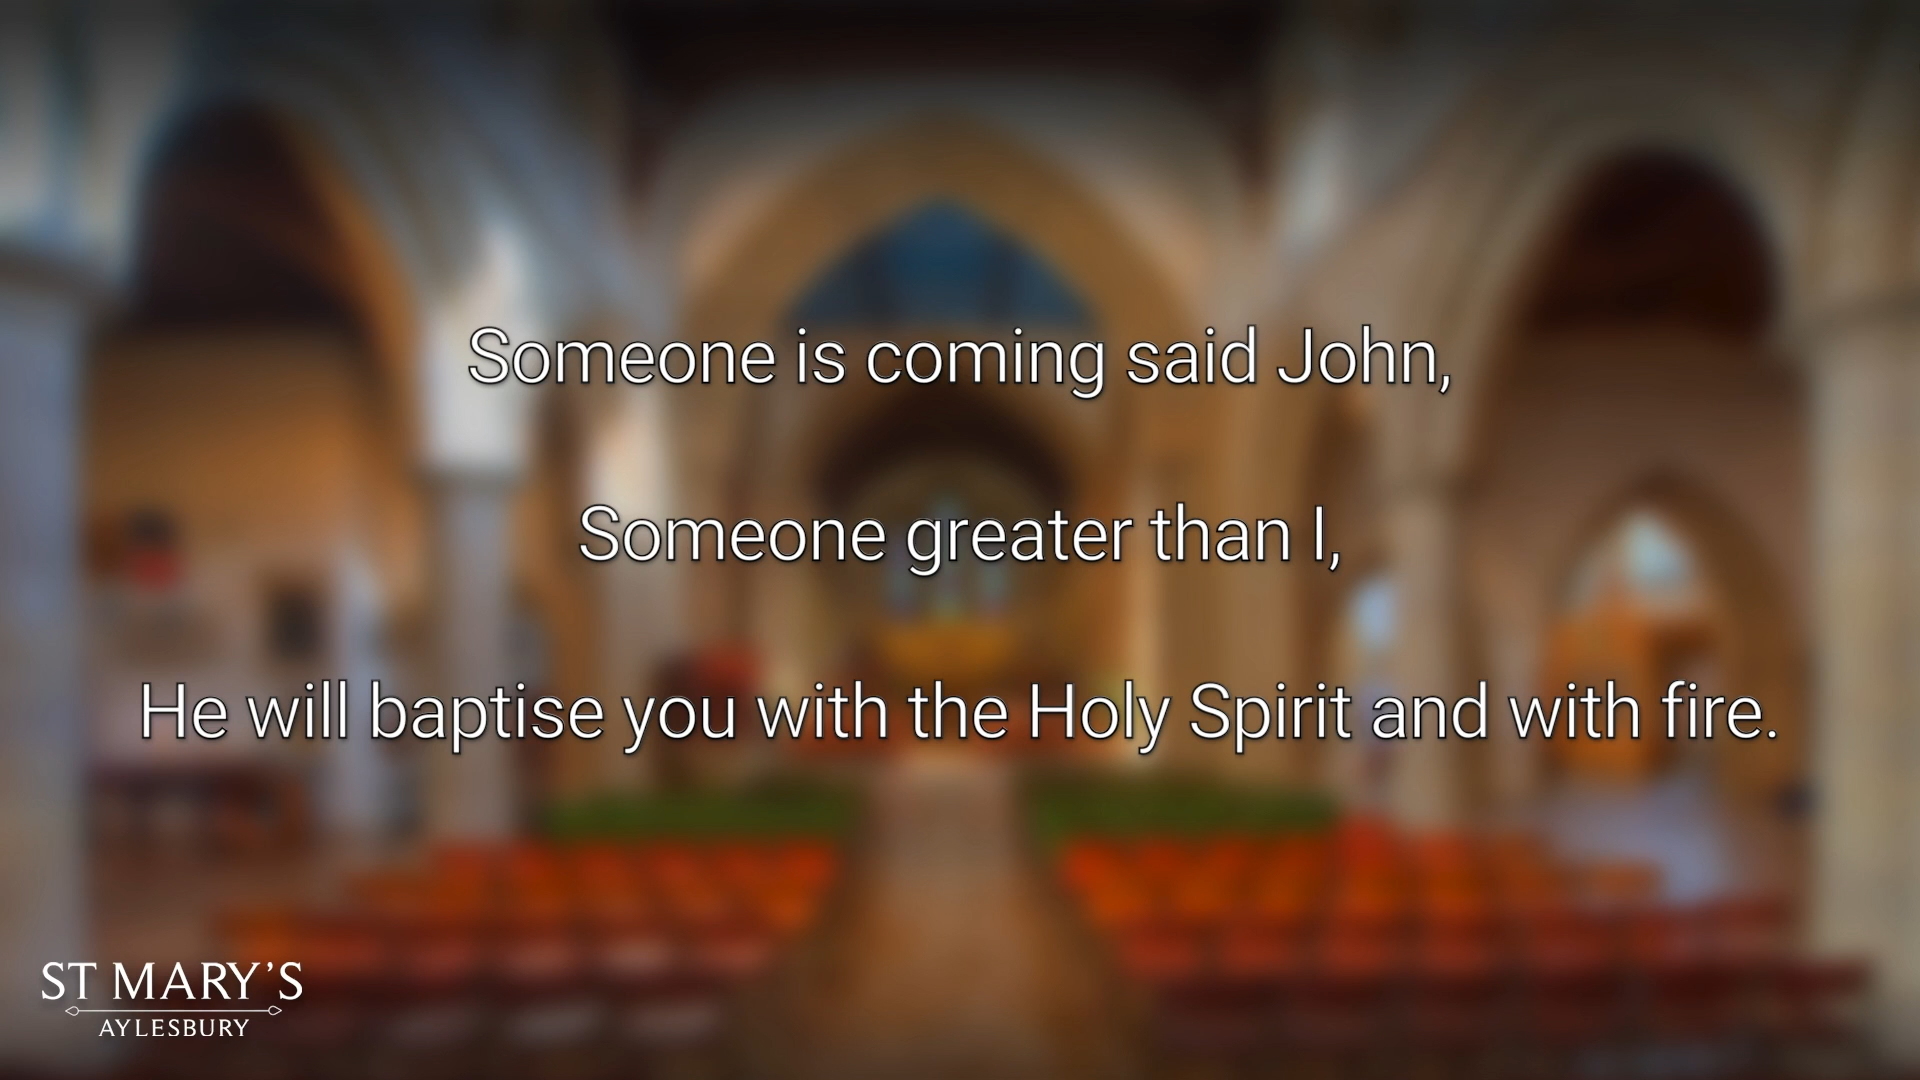 Someone is coming said John,
Someone greater than I,
He will baptise you with the Holy Spirit and with fire.
ST MARY'S
AYLESBURY